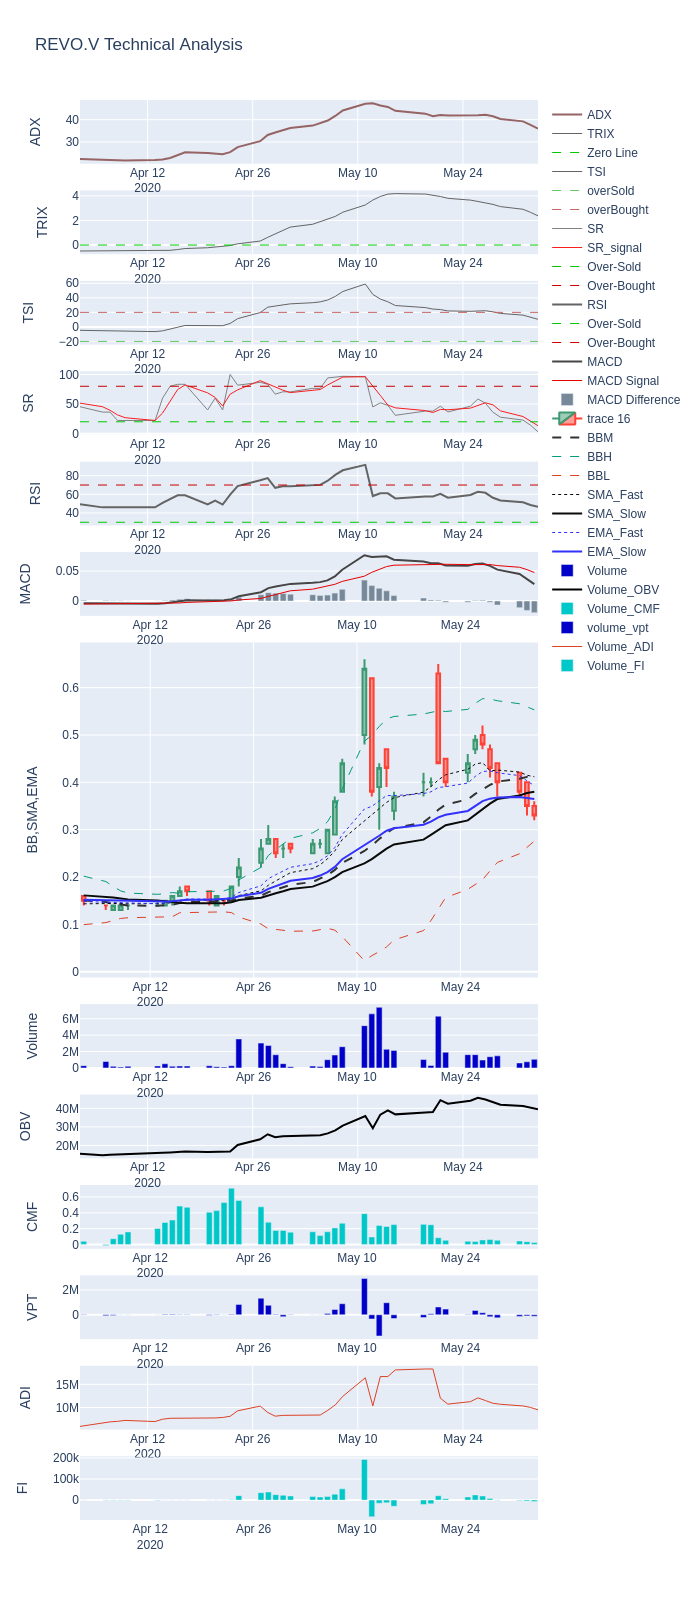 REVO.V Technical Analysis
ADX
40
30
Apr 12
2020
Apr 26
May 10
May 24
TRIX
4
2
0
Apr 12
2020
Apr 26
May 10
May 24
TSI
60
40
20
0
−20
Apr 12
2020
Apr 26
May 10
May 24
SR
100
50
0
Apr 12
2020
Apr 26
May 10
May 24
RSI
80
60
40
Apr 12
2020
Apr 26
May 10
May 24
MACD
0.05
0
Apr 12
2020
Apr 26
May 10
May 24
BB,SMA,EMA
0.6
0.5
0.4
0.3
0.2
0.1
0
Apr 12
2020
Apr 26
May 10
May 24
Volume
6M
4M
2M
0
Apr 12
2020
Apr 26
May 10
May 24
OBV
40M
30M
20M
Apr 12
2020
Apr 26
May 10
May 24
CMF
0.6
0.4
0.2
0
Apr 12
2020
Apr 26
May 10
May 24
VPT
2M
0
Apr 12
2020
Apr 26
May 10
May 24
ADI
15M
10M
Apr 12
2020
Apr 26
May 10
May 24
FI
200k
100k
0
Apr 12
2020
Apr 26
May 10
May 24
ADX
TRIX
Zero Line
TSI
overSold
overBought
SR
SR_signal
Over-Sold
Over-Bought
RSI
Over-Sold
Over-Bought
MACD
MACD Signal
MACD Difference
trace 16
BBM
BBH
BBL
SMA_Fast
SMA_Slow
EMA_Fast
EMA_Slow
Volume
Volume_OBV
Volume_CMF
volume_vpt
Volume_ADI
Volume_FI